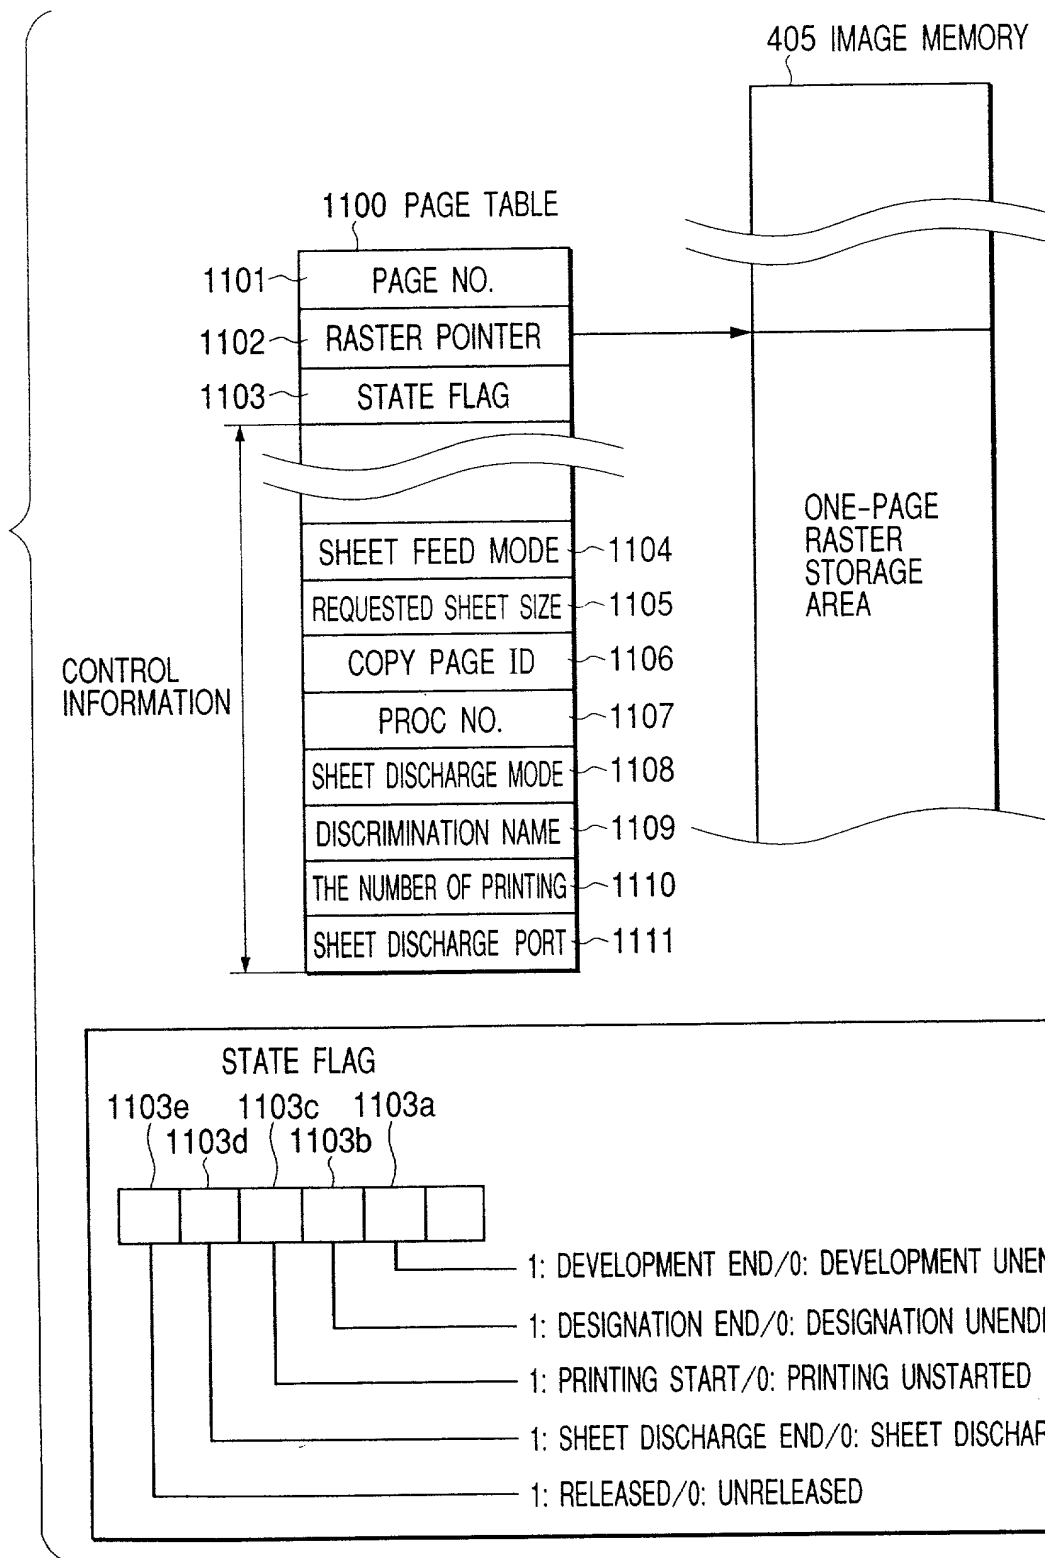 405 IMAGE MEMORY
1100 PAGE TABLE
1101
PAGE NO.
1102
RASTER POINTER
1103
STATE FLAG
ONE-PAGE
RASTER
STORAGE
AREA
SHEET FEED MODE
1104
REQUESTED SHEET SIZE
1105
COPY PAGE ID
1106
CONTROL
INFORMATION
PROC NO.
1107
SHEET DISCHARGE MODE
1108
DISCRIMINATION NAME
1109
THE NUMBER OF PRINTING
1110
SHEET DISCHARGE PORT
1111
STATE FLAG
1103e
1103c
1103a
1103d
1103b
1: DEVELOPMENT END/0: DEVELOPMENT UNEN
1: DESIGNATION END/0: DESIGNATION UNEND
1: PRINTING START/0: PRINTING UNSTARTED
1: SHEET DISCHARGE END/0: SHEET DISCHAR
1: RELEASED/0: UNRELEASED